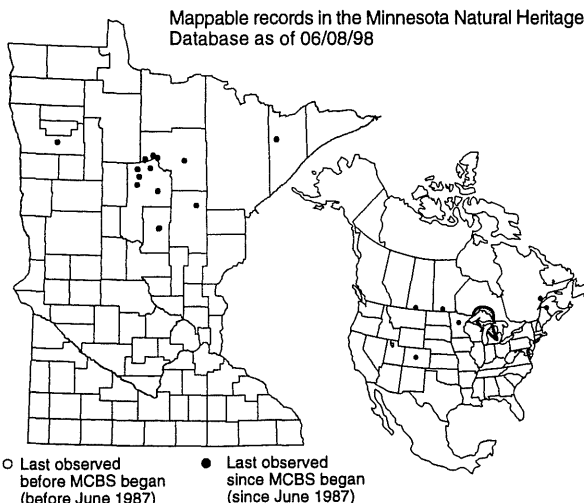 Mappable records in the Minnesota Natural Heritage
Database as of 06/08/98
Last observed
before MCBS began
(before June 1987)
Last observed
since MCBS began
(since June 1987)